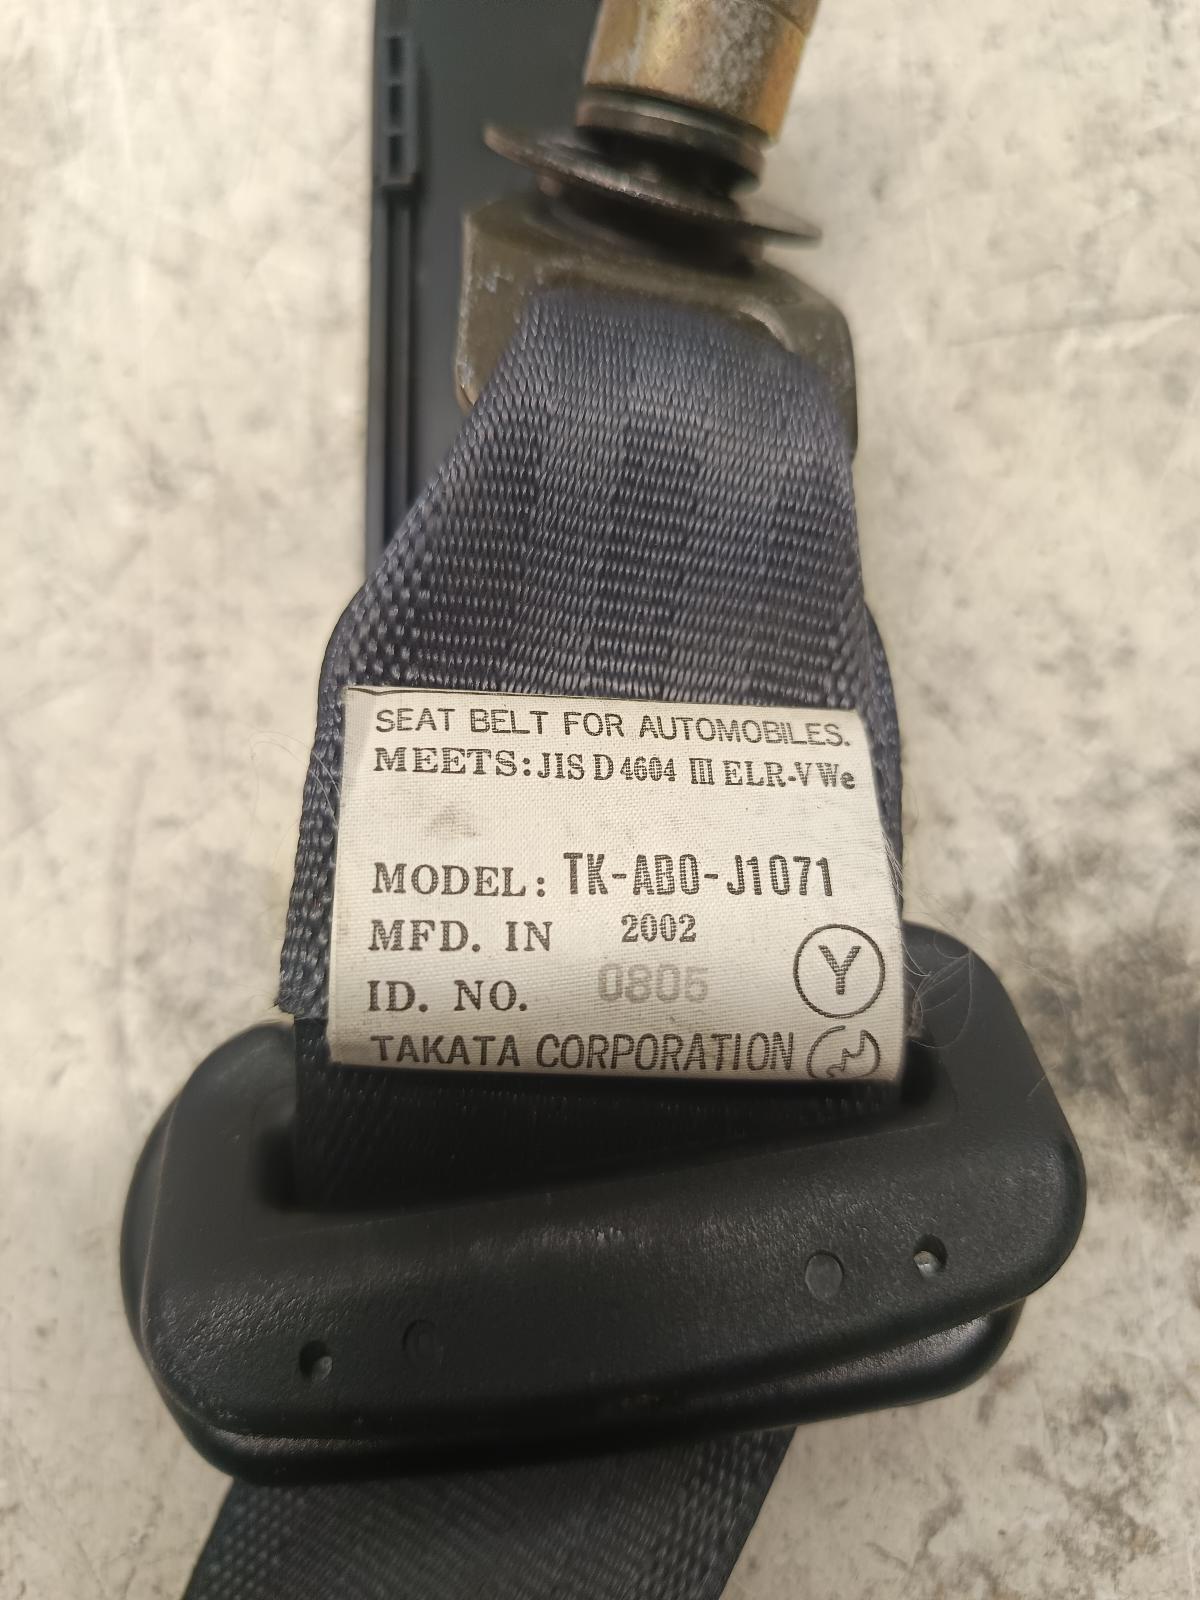 SEAT BELT FOR AUTOMOBILES.
MEETS: JIS D 4604 III ELR-VWe
MODEL: TK-AB0-J1071
MFD. IN 2002
Y
ID. NO. 0805
TAKATA CORPORATION